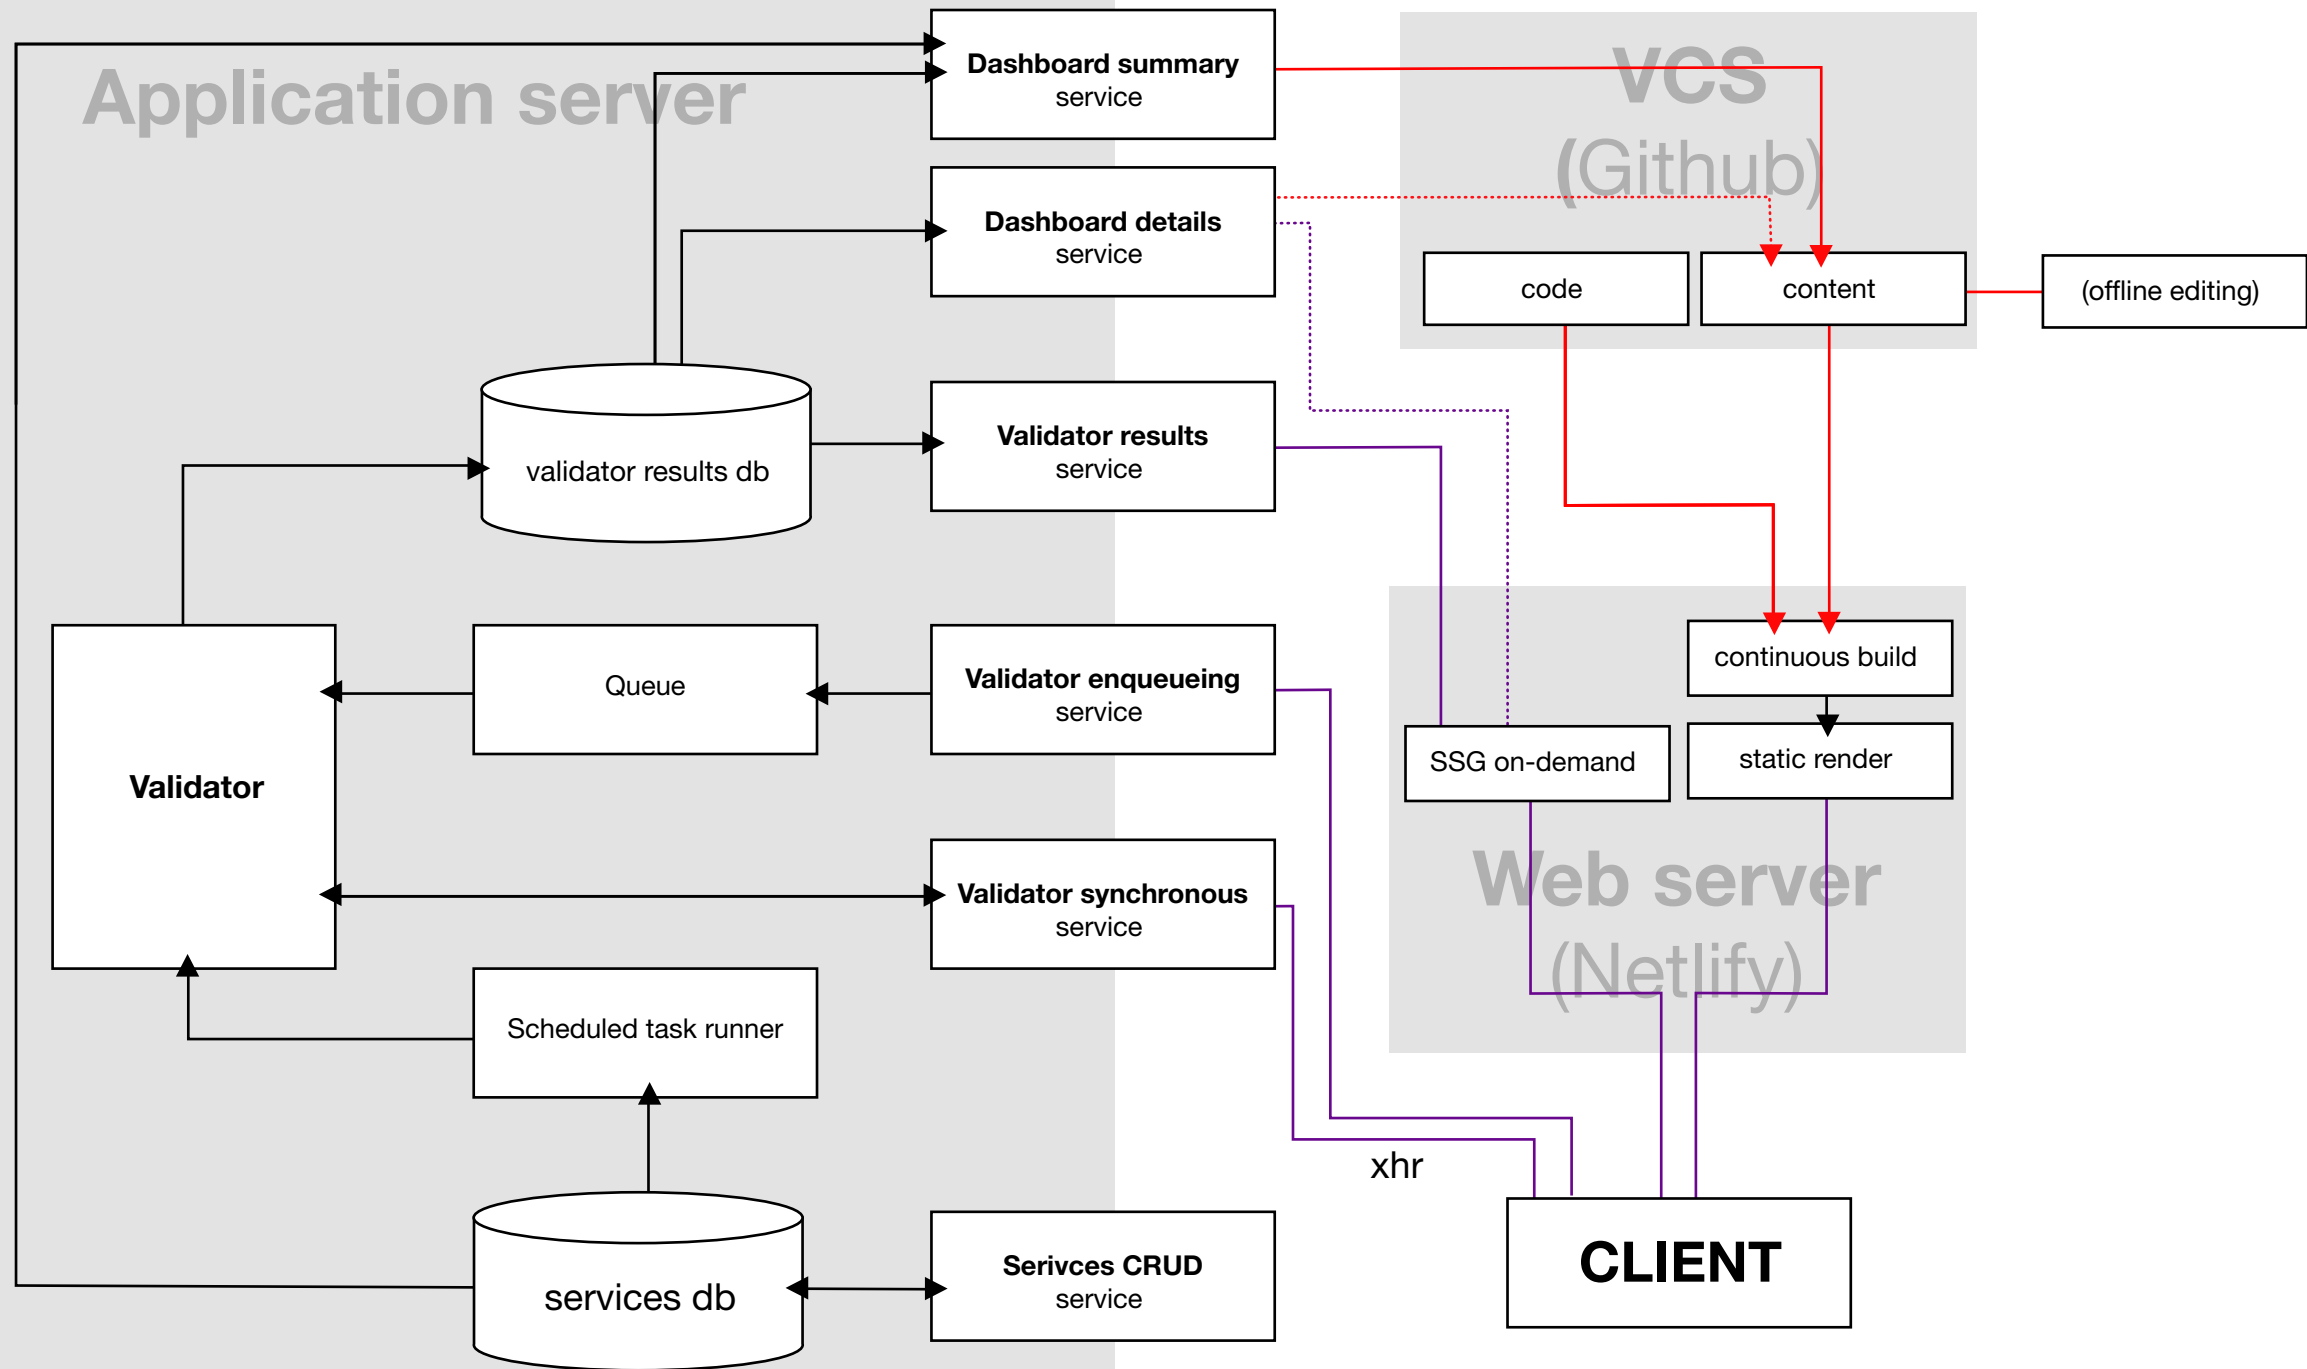 Application server
Dashboard summary
service
VCS
(Github)
Dashboard details
service
code
content
(offline editing)
validator results db
Validator results
service
Validator
Queue
Validator enqueueing
service
continuous build
SSG on-demand
static render
Validator synchronous
service
Web server
(Netlify)
Scheduled task runner
xhr
services db
Serivces CRUD
service
CLIENT